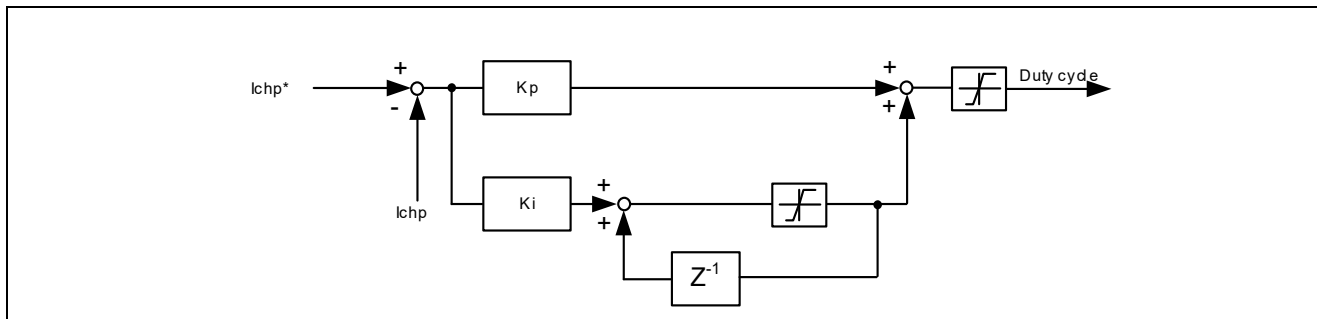 Ichp*
+
-
Kp
+
+
Duty cycle
Ichp
Ki
+
+
Z-1